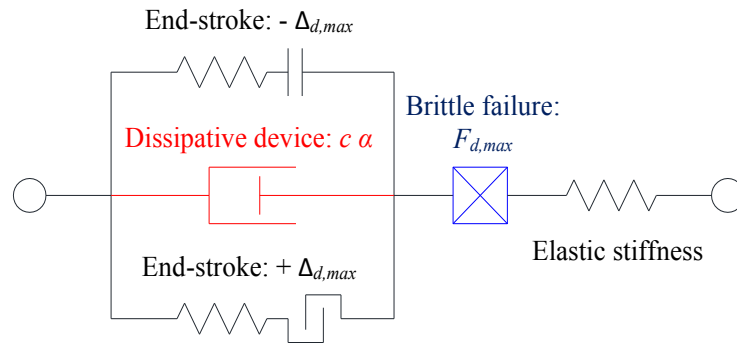 End-stroke: - Δd,max
Brittle failure:
Fd,max
Dissipative device: c α
Elastic stiffness
End-stroke: + Δd,max